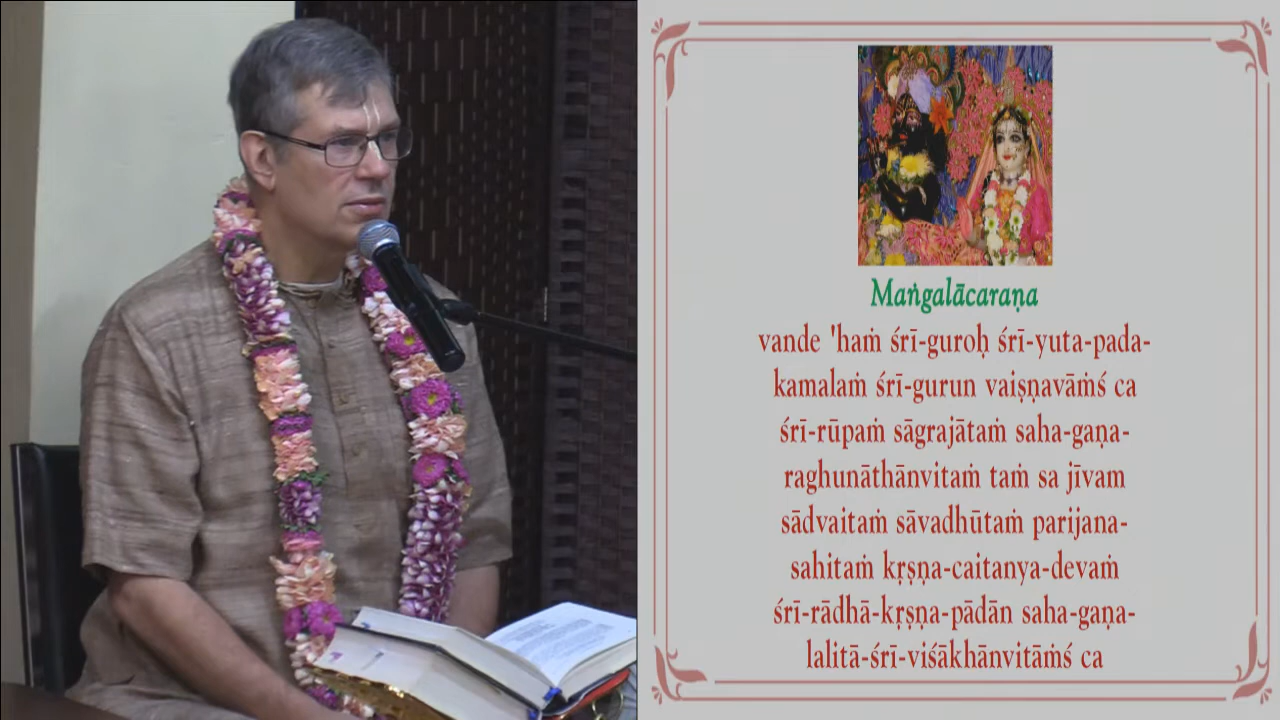 Maṅgalācaraṇa
vande 'haṁ śrī-guroḥ śrī-yuta-pada-
kamalaṁ śrī-gurun vaiṣṇavāṁś ca
śrī-rūpaṁ sāgrajātaṁ saha-gaṇa-
raghunāthānvitaṁ taṁ sa jīvam
sādvaitaṁ sāvadhūtaṁ parijana-
sahitaṁ kṛṣṇa-caitanya-devaṁ
śrī-rādhā-kṛṣṇa-pādān saha-gaṇa-
lalitā-śrī-viśākhānvitāṁś ca